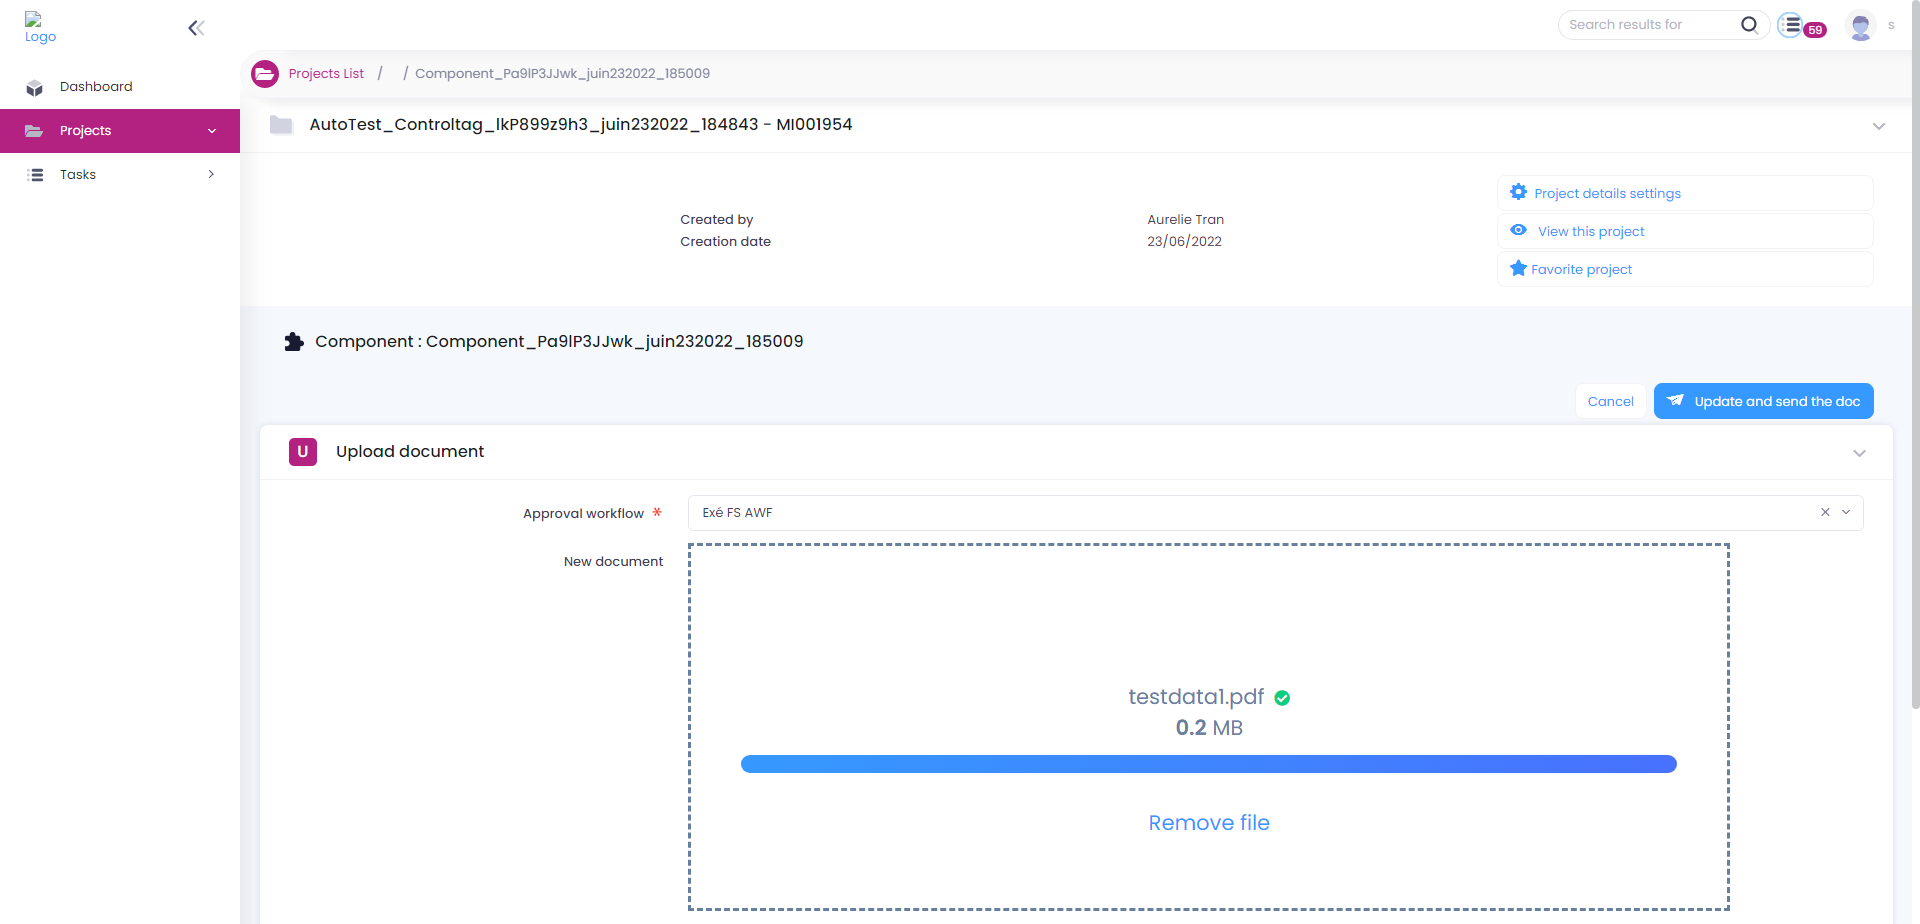 Logo
Search results for
59
s
Dashboard
Projects
Tasks
Projects List / / Component_Pa9lP3JJwk_juin232022_185009
AutoTest_Controltag_lkP899z9h3_juin232022_184843 - MI001954
Created by
Aurelie Tran
Creation date
23/06/2022
Project details settings
View this project
Favorite project
Component : Component_Pa9lP3JJwk_juin232022_185009
Cancel
Update and send the doc
U
Upload document
Approval workflow *
Exé FS AWF
New document
testdata1.pdf
0.2 MB
Remove file